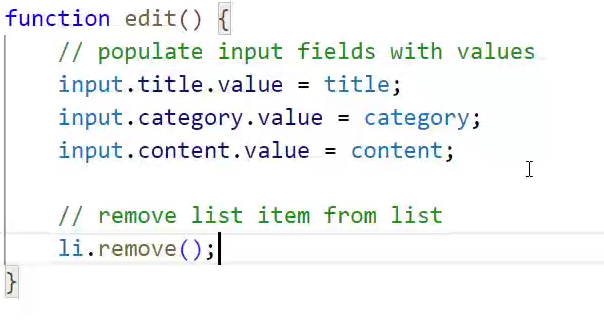 function edit() {
    // populate input fields with values
    input.title.value = title;
    input.category.value = category;
    input.content.value = content;

    // remove list item from list
    li.remove();
}